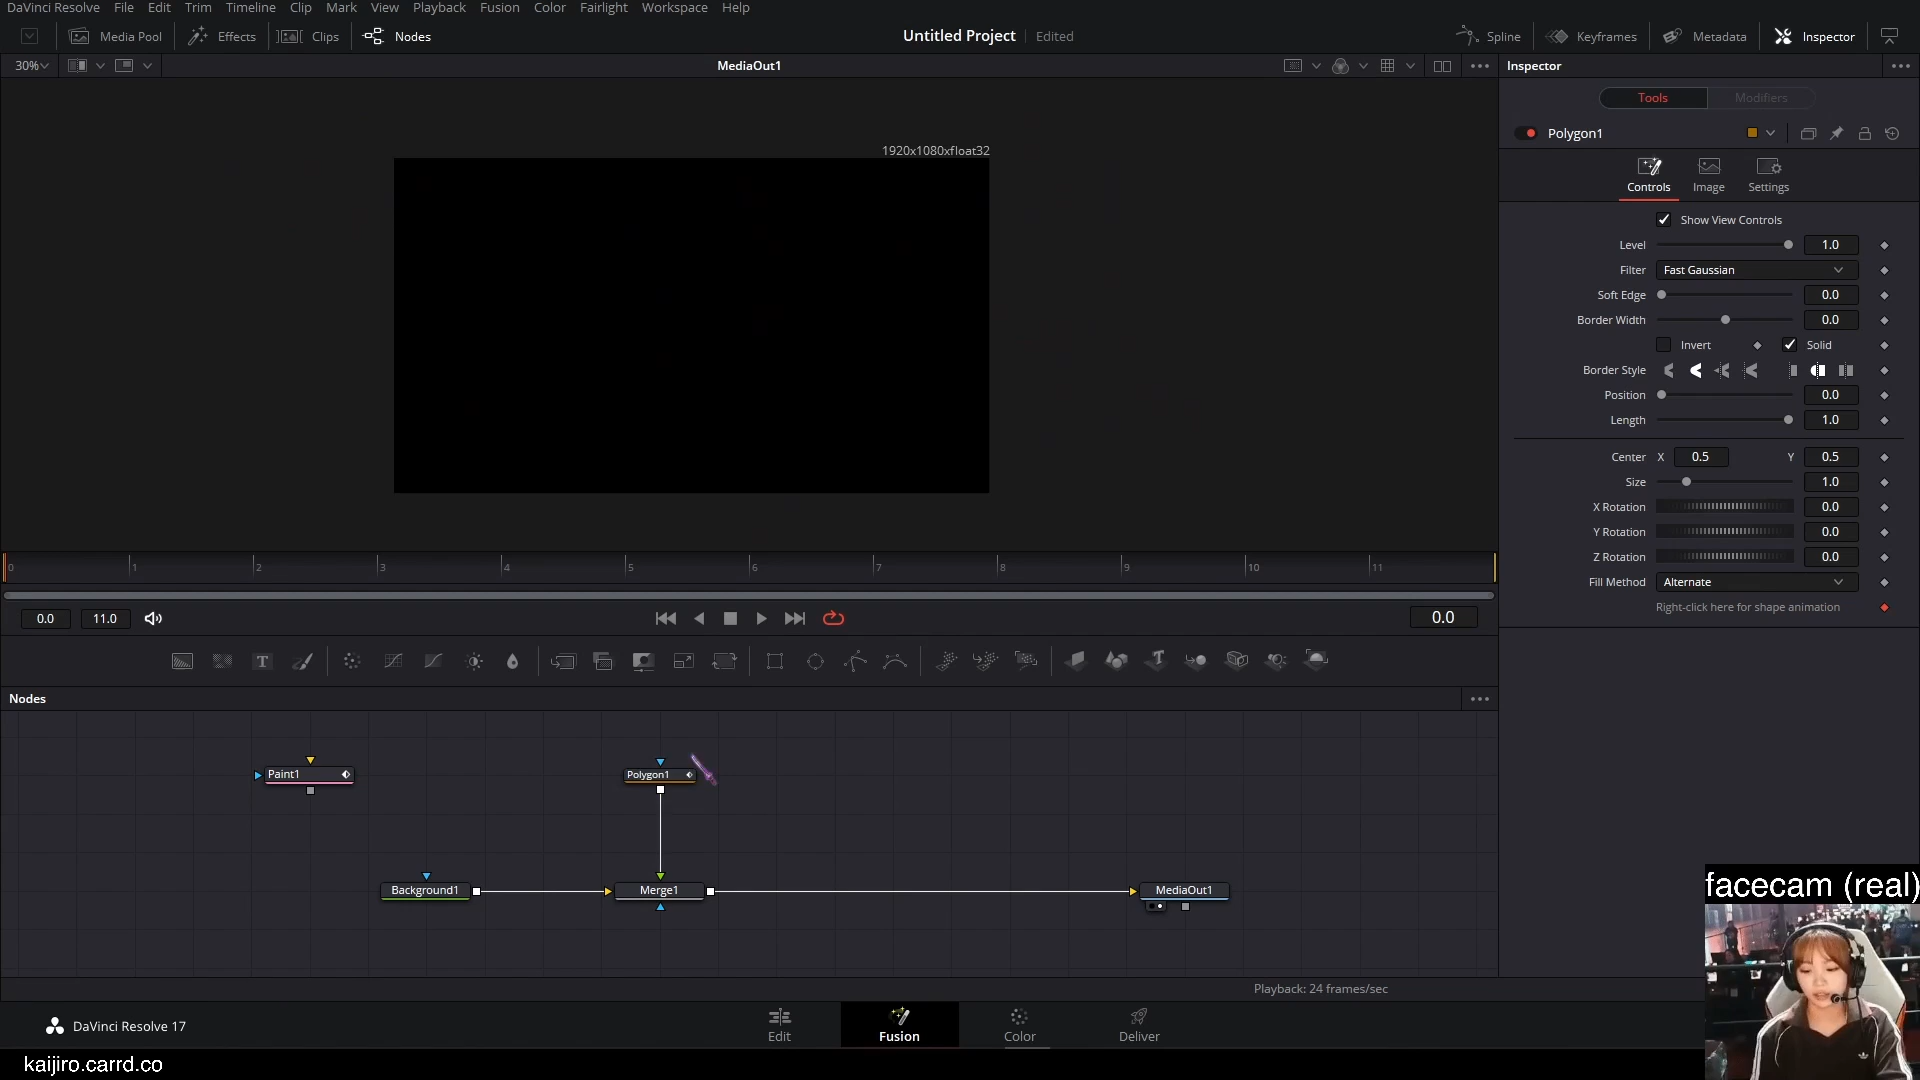 DaVinci Resolve File Edit Trim Timeline Clip Mark View Playback Fusion Color Fairlight Workspace Help
Media Pool Effects Clips Nodes Untitled Project Edited Spline Keyframes Metadata Inspector
30% MediaOut1 Inspector
Tools Modifiers
Polygon1
1920x1080xfloat32
Controls Image Settings
Show View Controls
Level 1.0
Filter Fast Gaussian
Soft Edge 0.0
Border Width 0.0
Invert Solid
Border Style
Position 0.0
Length 1.0
Center X 0.5 Y 0.5
Size 1.0
X Rotation 0.0
Y Rotation 0.0
Z Rotation 0.0
Fill Method Alternate
Right-click here for shape animation
0 1 2 3 4 5 6 7 8 9 10 11
0.0 11.0 0.0
T T
Nodes
Paint1 Polygon1
Background1 Merge1 MediaOut1
facecam (real)
Playback: 24 frames/sec
DaVinci Resolve 17 Edit Fusion Color Deliver
kaijiro.carrd.co